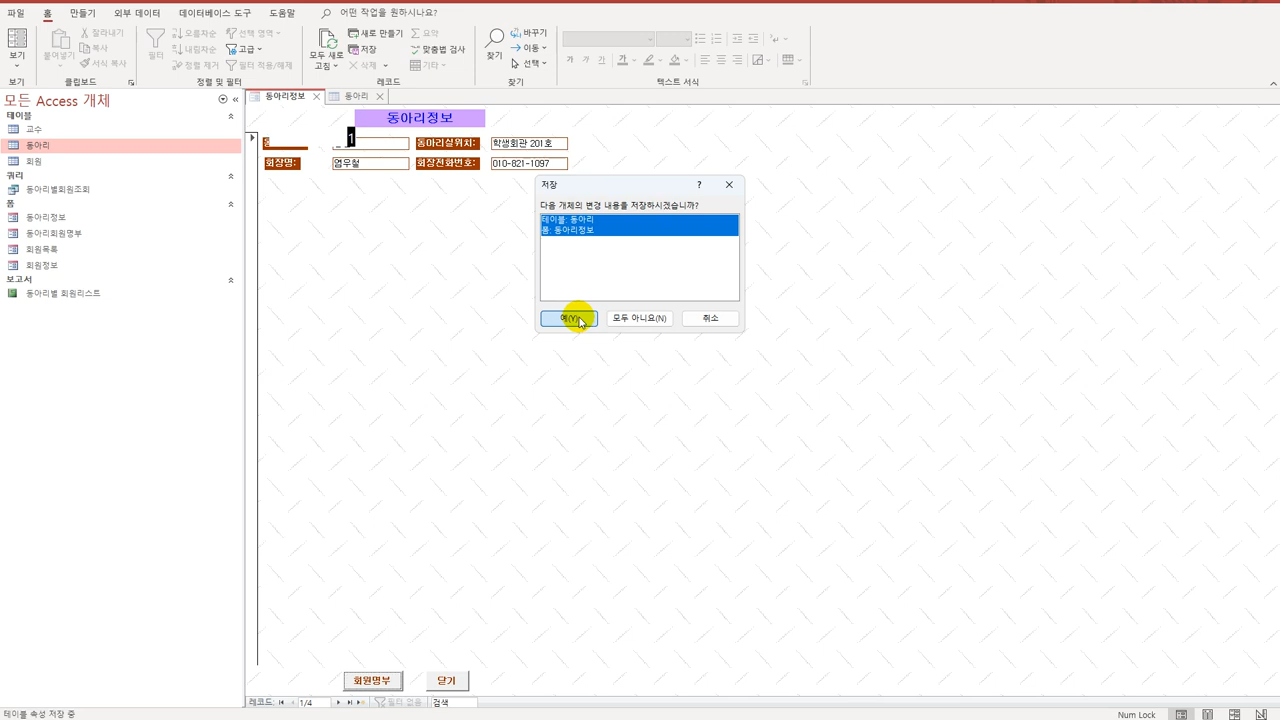 파일 홈 만들기 외부 데이터 데이터베이스 도구 도움말 어떤 작업을 원하시나요?
보기
붙여넣기
잘라내기
복사
서식 복사
필터
오름차순
내림차순
정렬 제거
선택 영역
고급
필터 적용/해제
모두 새로
고침
새로 만들기
저장
삭제
요약
맞춤법 검사
기타
찾기
바꾸기
이동
선택
가 가 가 가
보기 클립보드 정렬 및 필터 레코드 찾기 텍스트 서식
모든 Access 개체
테이블
교수
동아리
회원
쿼리
동아리별회원조회
폼
동아리정보
동아리회원명부
회원목록
회원정보
보고서
동아리별 회원리스트
동아리정보 동아리
동아리정보
1
동아리실위치: 학생회관 201호
회장명: 염우철 회장전화번호: 010-821-1097
저장
다음 개체의 변경 내용을 저장하시겠습니까?
테이블: 동아리
폼: 동아리정보
예(Y) 모두 아니요(N) 취소
회원명부 닫기
레코드: 1/4 필터 없음 검색
테이블 속성 저장 중 Num Lock